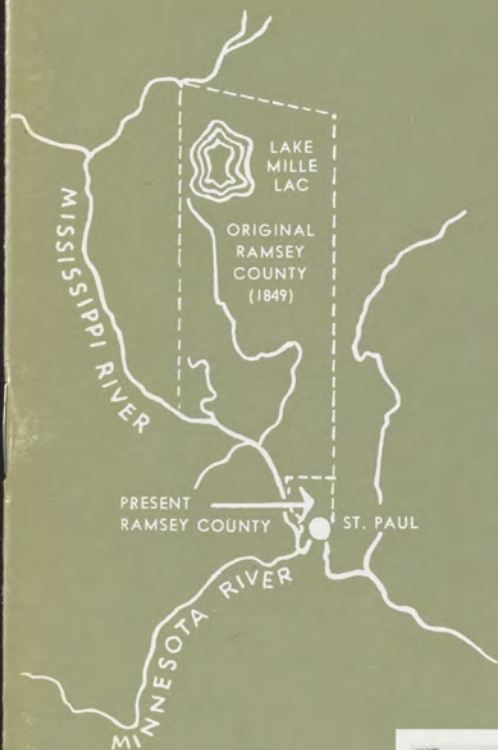 LAKE
MILLE
LAC
ORIGINAL
RAMSEY
COUNTY
(1849)
MISSISSIPPI RIVER
PRESENT
RAMSEY COUNTY
ST. PAUL
MINNESOTA RIVER